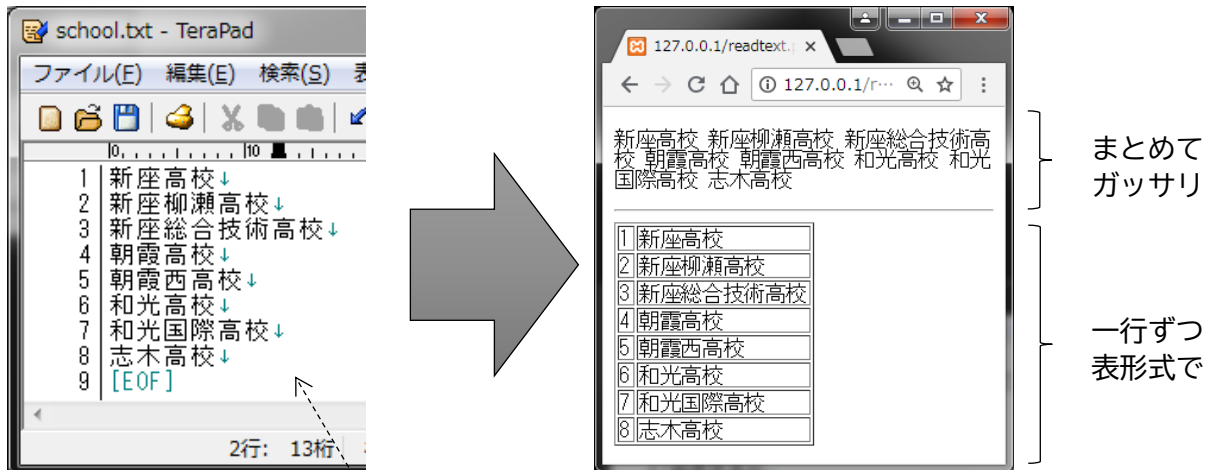 school.txt - TeraPad
ファイル(F) 編集(E) 検索(S) 表
0 10
1 新座高校↓
2 新座柳瀬高校↓
3 新座総合技術高校↓
4 朝霞高校↓
5 朝霞西高校↓
6 和光高校↓
7 和光国際高校↓
8 志木高校↓
9 [EOF]
2行: 13桁
127.0.0.1/readtext.
127.0.0.1/r…
新座高校 新座柳瀬高校 新座総合技術高
校 朝霞高校 朝霞西高校 和光高校 和光
国際高校 志木高校
1 新座高校
2 新座柳瀬高校
3 新座総合技術高校
4 朝霞高校
5 朝霞西高校
6 和光高校
7 和光国際高校
8 志木高校
まとめて
ガッサリ
一行ずつ
表形式で